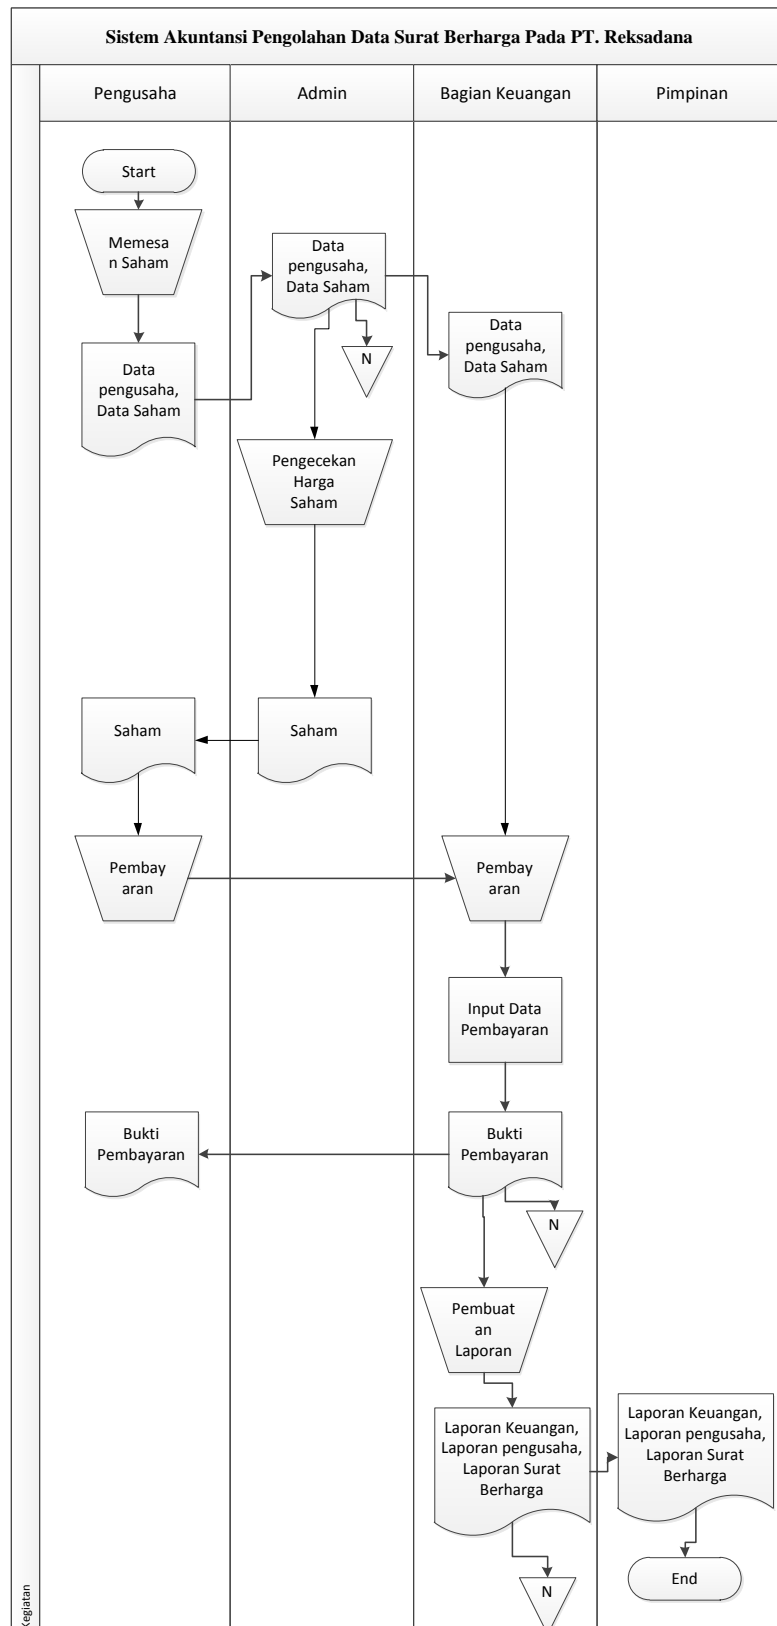 Sistem Akuntansi Pengolahan Data Surat Berharga Pada PT. Reksadana
Pengusaha
Admin
Bagian Keuangan
Pimpinan
Start
Memesa
n Saham
Data
pengusaha,
Data Saham
Data
pengusaha,
Data Saham
N
Data
pengusaha,
Data Saham
Pengecekan
Harga
Saham
Saham
Saham
Pembay
aran
Pembay
aran
Input Data
Pembayaran
Bukti
Pembayaran
Bukti
Pembayaran
N
Pembuat
an
Laporan
Laporan Keuangan,
Laporan pengusaha,
Laporan Surat
Berharga
Laporan Keuangan,
Laporan pengusaha,
Laporan Surat
Berharga
N
End
Kegiatan